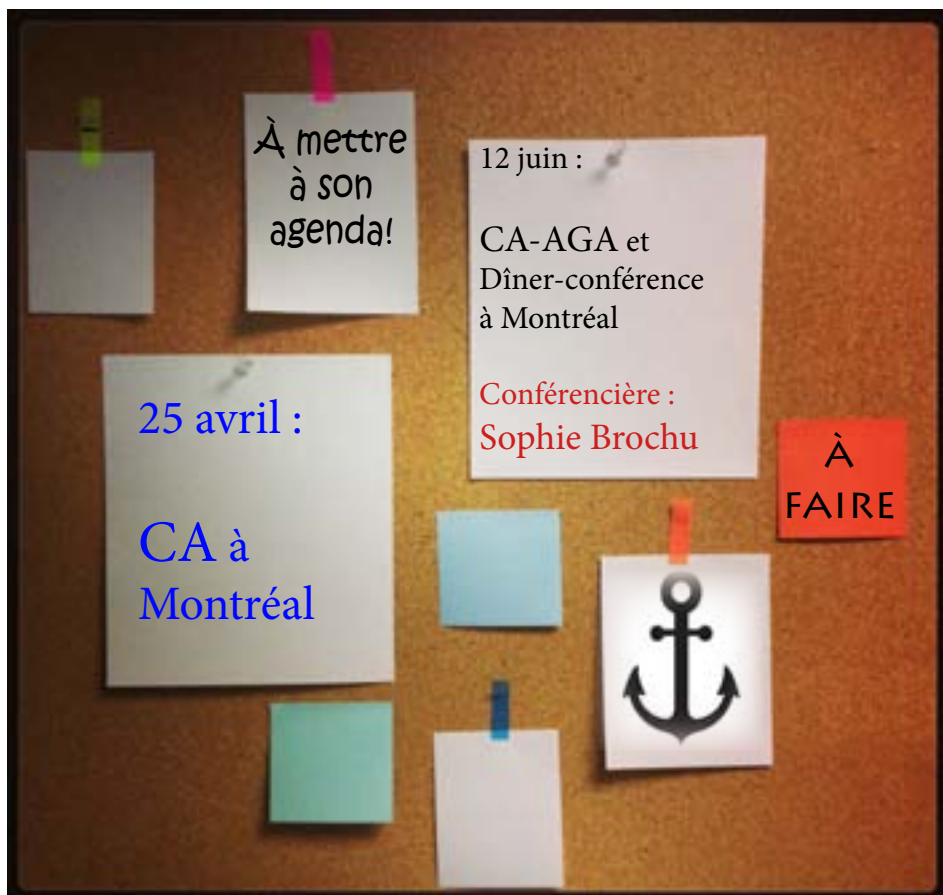 À mettre
à son
agenda!
12 juin :
CA-AGA et
Dîner-conférence
à Montréal
Conférencière :
Sophie Brochu
25 avril :
CA à
Montréal
À
FAIRE